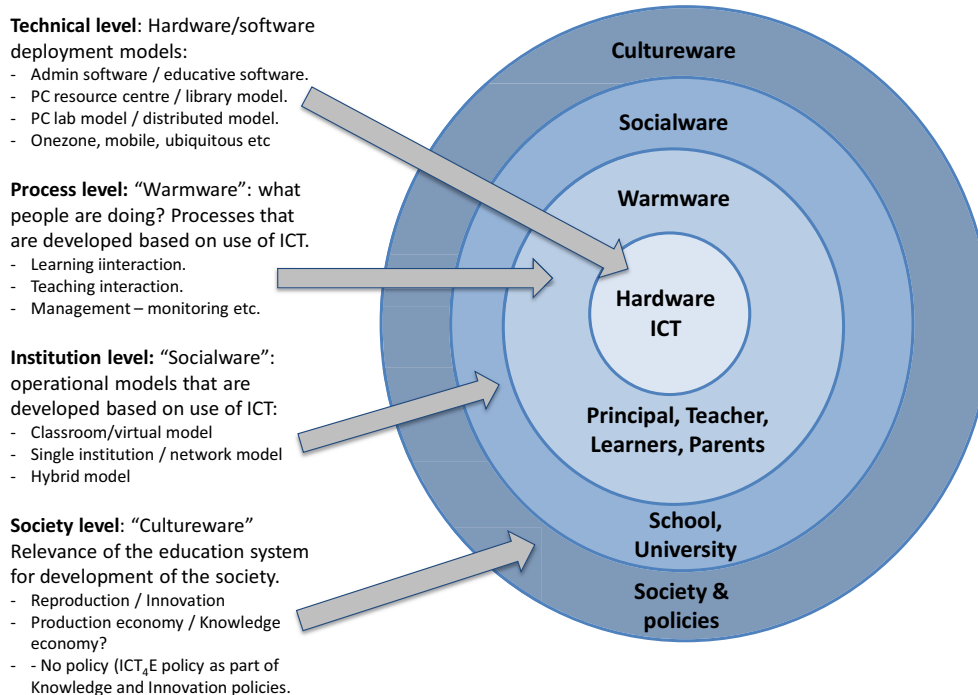 Technical level: Hardware/software
deployment models:
- Admin software / educative software.
- PC resource centre / library model.
- PC lab model / distributed model.
- Onezone, mobile, ubiquitous etc
Process level: “Warmware”: what
people are doing? Processes that
are developed based on use of ICT.
- Learning iinteraction.
- Teaching interaction.
- Management – monitoring etc.
Institution level: “Socialware”:
operational models that are
developed based on use of ICT:
- Classroom/virtual model
- Single institution / network model
- Hybrid model
Society level: “Cultureware”
Relevance of the education system
for development of the society.
- Reproduction / Innovation
- Production economy / Knowledge
economy?
- - No policy (ICT4E policy as part of
Knowledge and Innovation policies.
Cultureware
Socialware
Warmware
Hardware
ICT
Principal, Teacher,
Learners, Parents
School,
University
Society &
policies